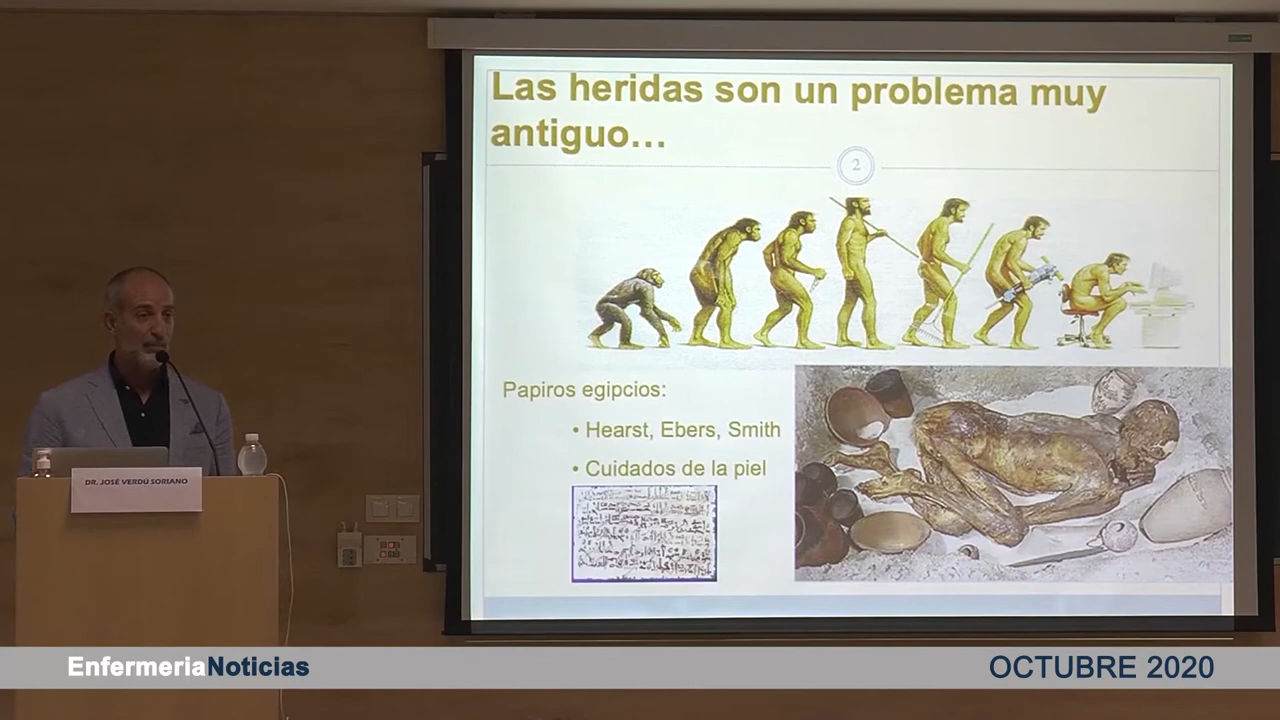 Las heridas son un problema muy
antiguo...
2
Papiros egipcios:
• Hearst, Ebers, Smith
• Cuidados de la piel
DR. JOSÉ VERDÚ SORIANO
EnfermeriaNoticias
OCTUBRE 2020